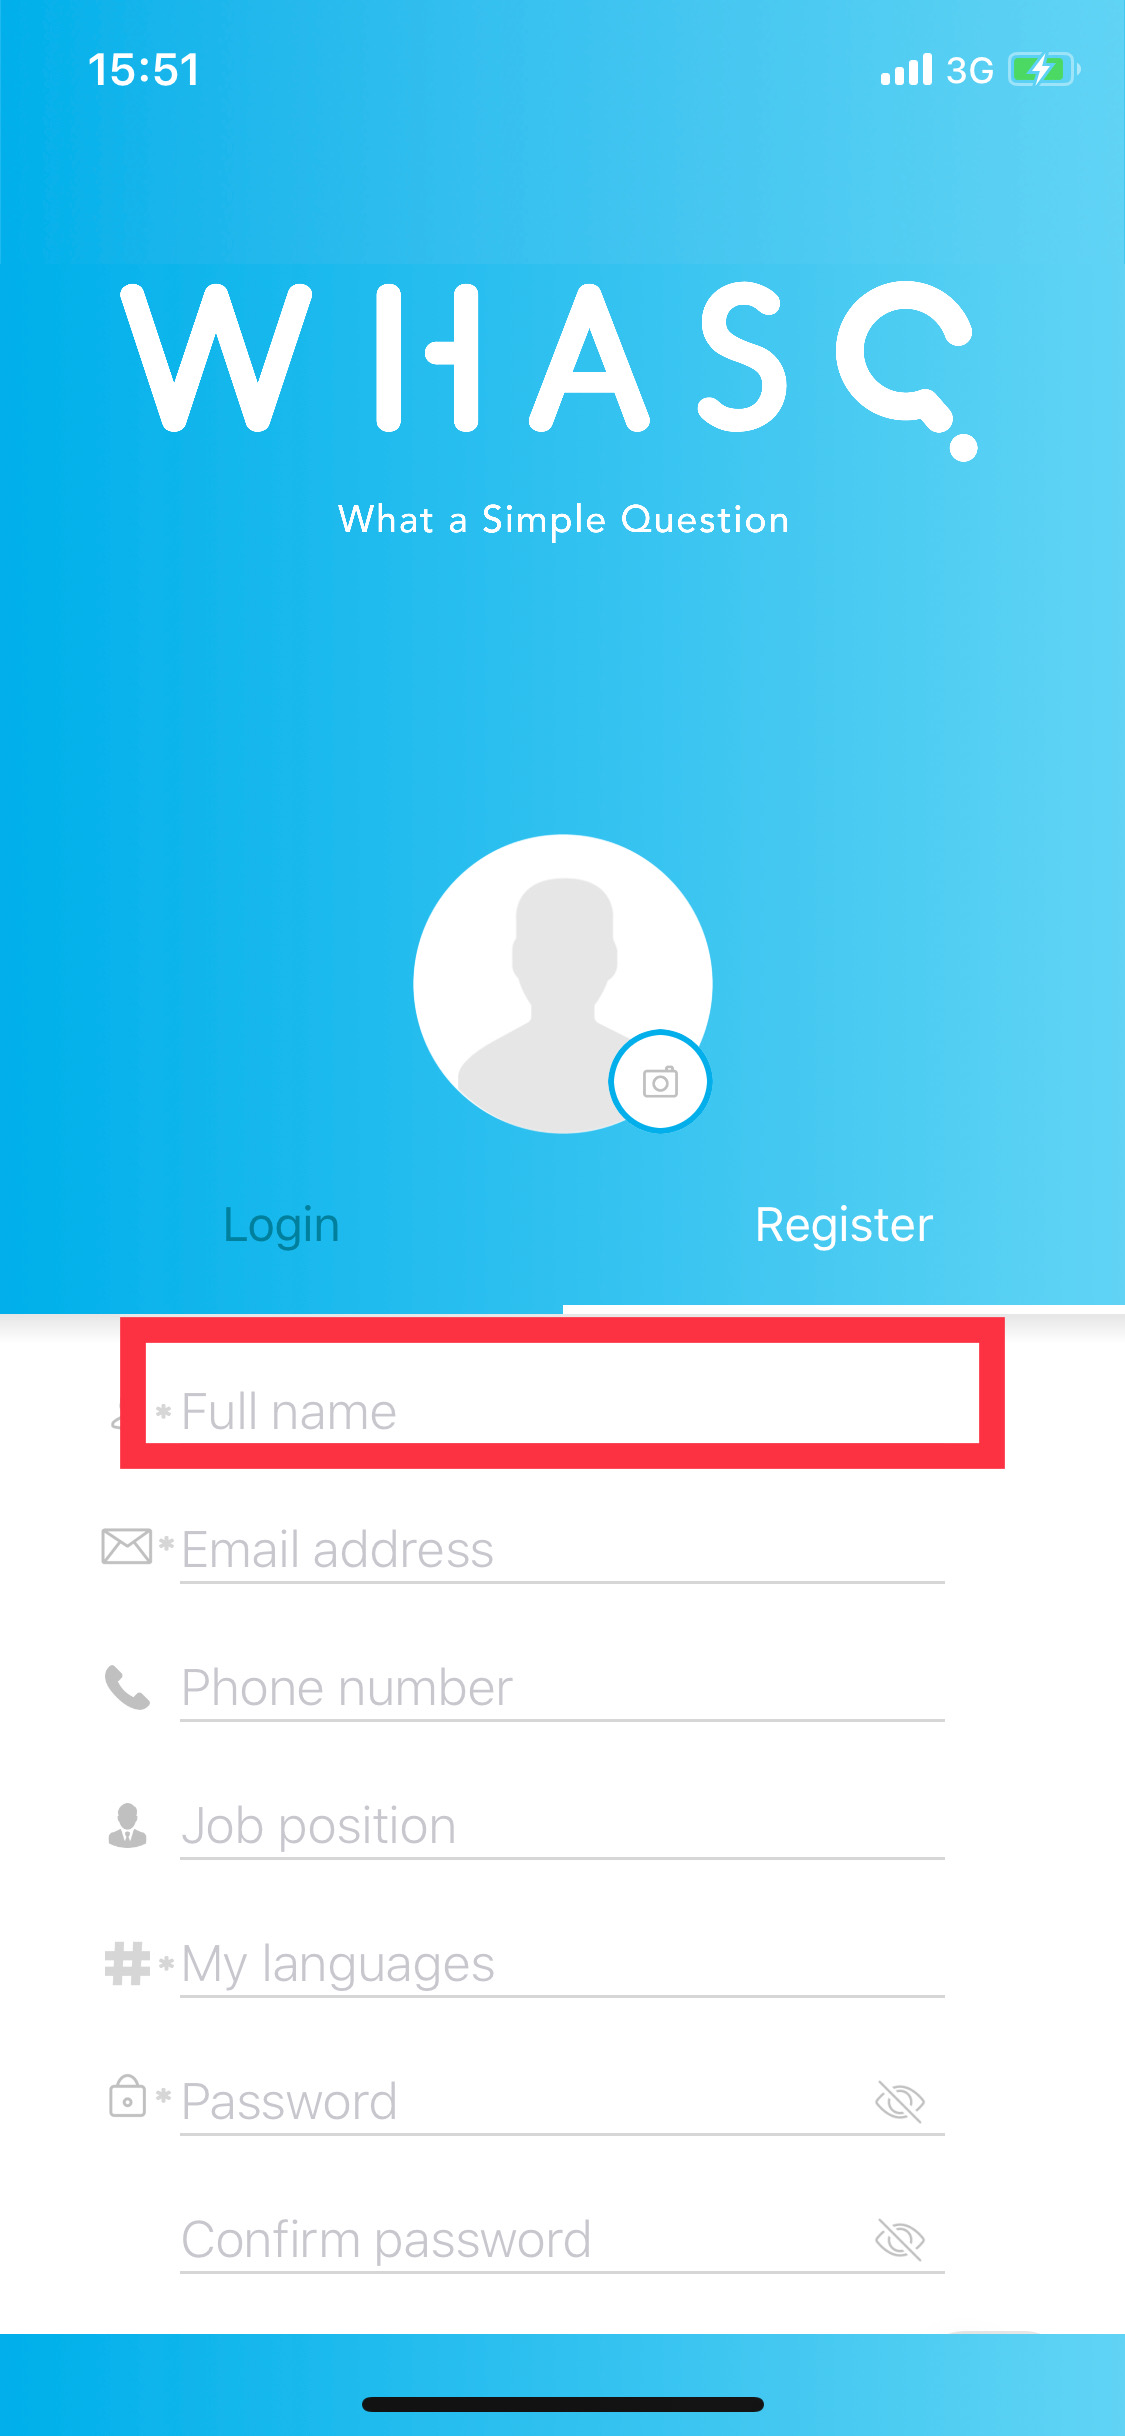 15:51 3G
WHASQ
What a Simple Question
Login Register
* Full name
* Email address
Phone number
Job position
# * My languages
* Password
Confirm password